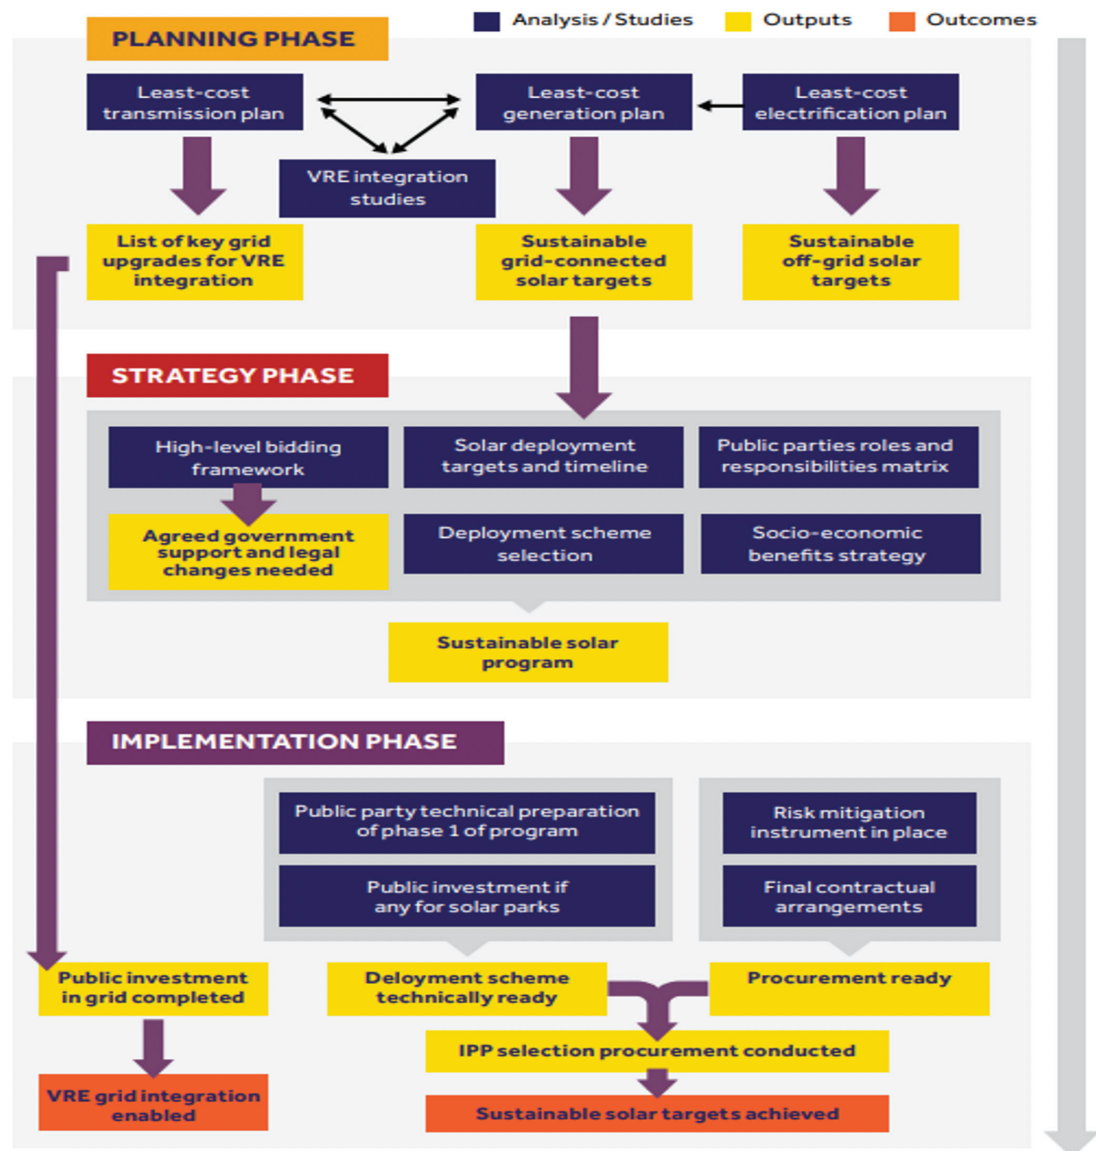 Analysis / Studies
Outputs
Outcomes
PLANNING PHASE
Least-cost
transmission plan
Least-cost
generation plan
Least-cost
electrification plan
VRE integration
studies
List of key grid
upgrades for VRE
integration
Sustainable
grid-connected
solar targets
Sustainable
off-grid solar
targets
STRATEGY PHASE
High-level bidding
framework
Solar deployment
targets and timeline
Public parties roles and
responsibilities matrix
Agreed government
support and legal
changes needed
Deployment scheme
selection
Socio-economic
benefits strategy
Sustainable solar
program
IMPLEMENTATION PHASE
Public party technical preparation
of phase 1 of program
Risk mitigation
instrument in place
Public investment if
any for solar parks
Final contractual
arrangements
Public investment
in grid completed
Deloyment scheme
technically ready
Procurement ready
IPP selection procurement conducted
VRE grid integration
enabled
Sustainable solar targets achieved